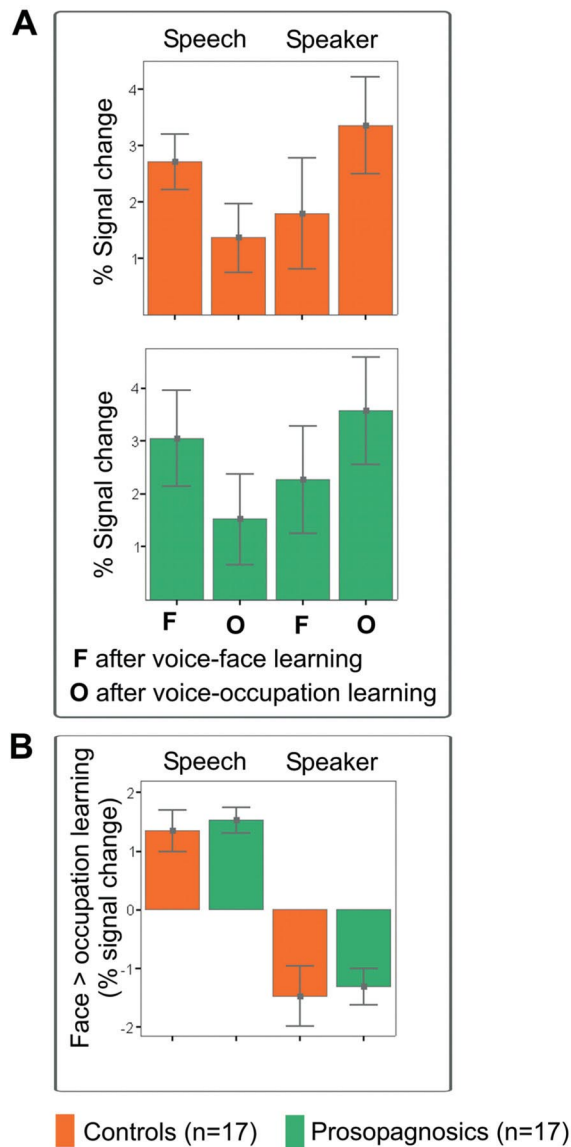 A
Speech Speaker
% Signal change
4
3
2
1
% Signal change
4
3
2
1
F O F O
F after voice-face learning
O after voice-occupation learning
B
Speech Speaker
Face > occupation learning
(% signal change)
2
1
0
-1
-2
Controls (n=17) Prosopagnosics (n=17)